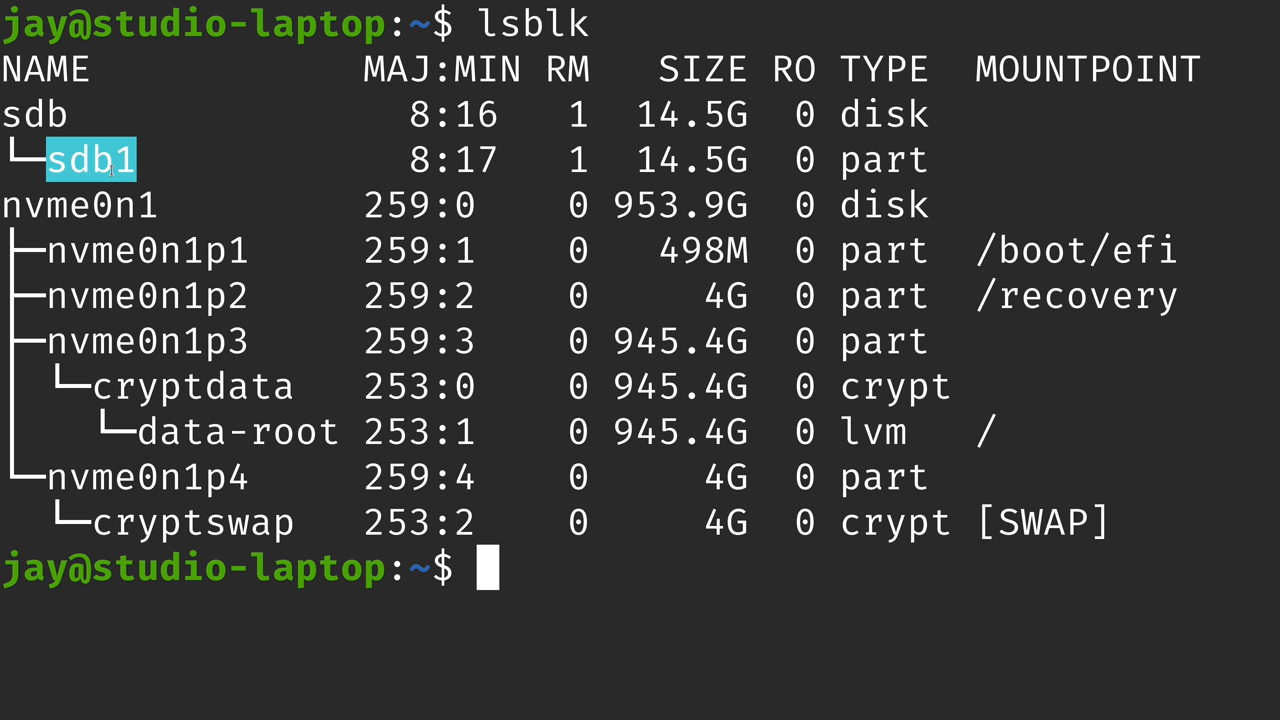 jay@studio-laptop:~$ lsblk
NAME            MAJ:MIN RM   SIZE RO TYPE  MOUNTPOINT
sdb               8:16   1  14.5G  0 disk
└─sdb1            8:17   1  14.5G  0 part
nvme0n1         259:0    0 953.9G  0 disk
├─nvme0n1p1     259:1    0   498M  0 part  /boot/efi
├─nvme0n1p2     259:2    0     4G  0 part  /recovery
├─nvme0n1p3     259:3    0 945.4G  0 part
│ └─cryptdata   253:0    0 945.4G  0 crypt
│   └─data-root 253:1    0 945.4G  0 lvm   /
└─nvme0n1p4     259:4    0     4G  0 part
  └─cryptswap   253:2    0     4G  0 crypt [SWAP]
jay@studio-laptop:~$